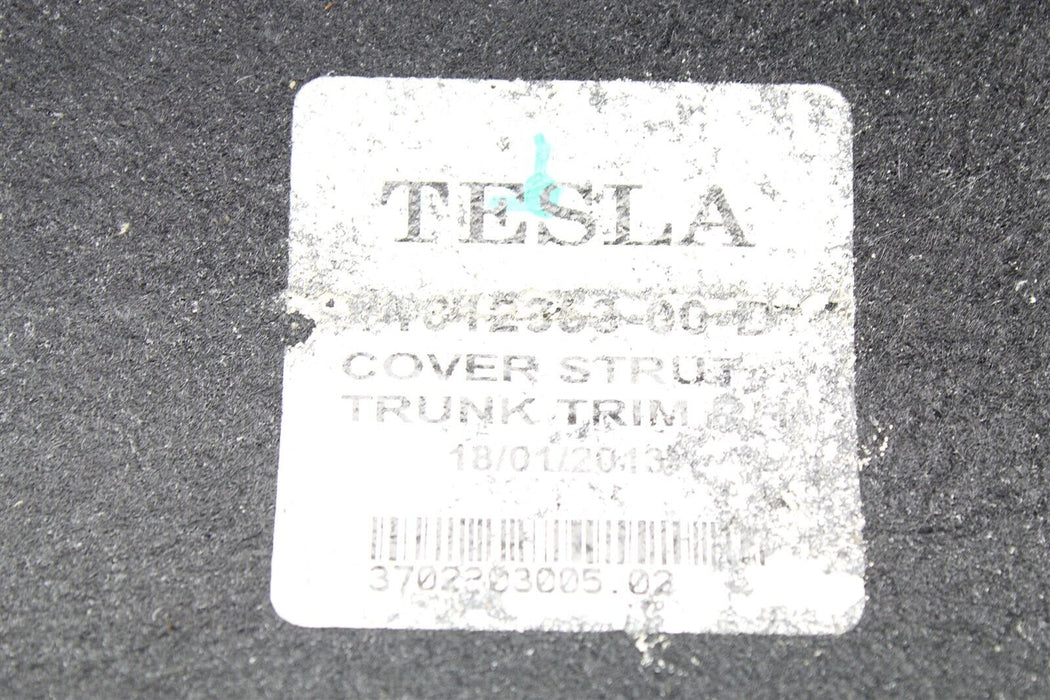 TESLA
COVER STRUT
TRUNK TRIM
18/01/2013
3702203005.02